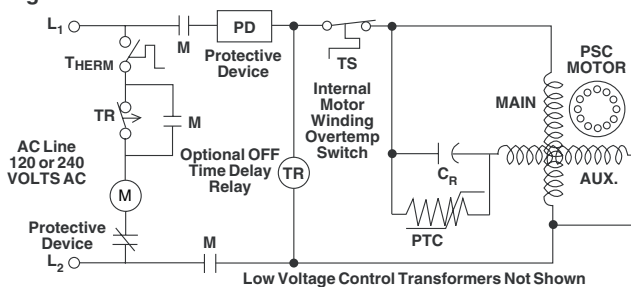 L1
M
PD
Protective
Device
TS
THERM
TR
M
AC Line
120 or 240
VOLTS AC
M
Protective
Device
L2
M
Optional OFF
Time Delay
Relay
TR
Internal
Motor
Winding
Overtemp
Switch
CR
PTC
MAIN
PSC
MOTOR
AUX.
Low Voltage Control Transformers Not Shown